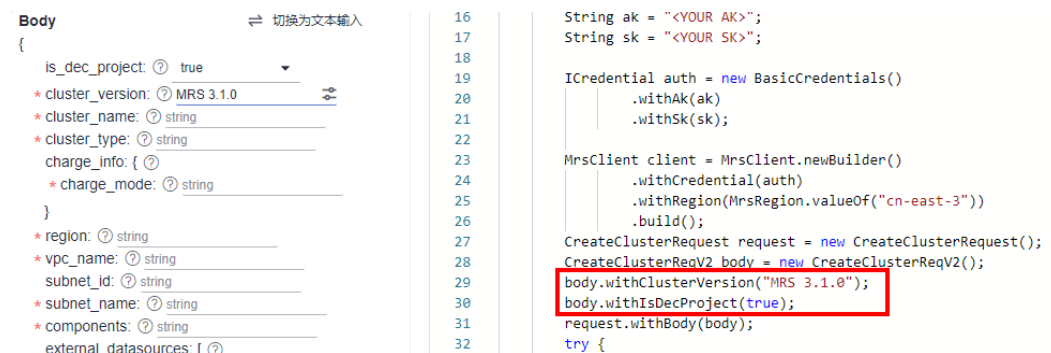 Body ⇌ 切换为文本输入
{
is_dec_project: ? true
* cluster_version: ? MRS 3.1.0
* cluster_name: ? string
* cluster_type: ? string
charge_info: { ?
* charge_mode: ? string
}
* region: ? string
* vpc_name: ? string
subnet_id: ? string
* subnet_name: ? string
* components: ? string
external_datasources: [ ?
16 String ak = "<YOUR AK>";
17 String sk = "<YOUR SK>";
18
19 ICredential auth = new BasicCredentials()
20 .withAk(ak)
21 .withSk(sk);
22
23 MrsClient client = MrsClient.newBuilder()
24 .withCredential(auth)
25 .withRegion(MrsRegion.valueOf("cn-east-3"))
26 .build();
27 CreateClusterRequest request = new CreateClusterRequest();
28 CreateClusterReqV2 body = new CreateClusterReqV2();
29 body.withClusterVersion("MRS 3.1.0");
30 body.withIsDecProject(true);
31 request.withBody(body);
32 try {